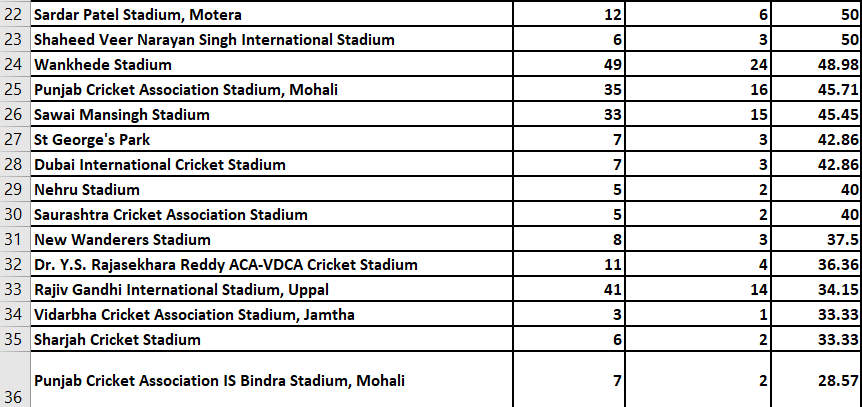 22 Sardar Patel Stadium, Motera 12 6 50
23 Shaheed Veer Narayan Singh International Stadium 6 3 50
24 Wankhede Stadium 49 24 48.98
25 Punjab Cricket Association Stadium, Mohali 35 16 45.71
26 Sawai Mansingh Stadium 33 15 45.45
27 St George's Park 7 3 42.86
28 Dubai International Cricket Stadium 7 3 42.86
29 Nehru Stadium 5 2 40
30 Saurashtra Cricket Association Stadium 5 2 40
31 New Wanderers Stadium 8 3 37.5
32 Dr. Y.S. Rajasekhara Reddy ACA-VDCA Cricket Stadium 11 4 36.36
33 Rajiv Gandhi International Stadium, Uppal 41 14 34.15
34 Vidarbha Cricket Association Stadium, Jamtha 3 1 33.33
35 Sharjah Cricket Stadium 6 2 33.33
36 Punjab Cricket Association IS Bindra Stadium, Mohali 7 2 28.57